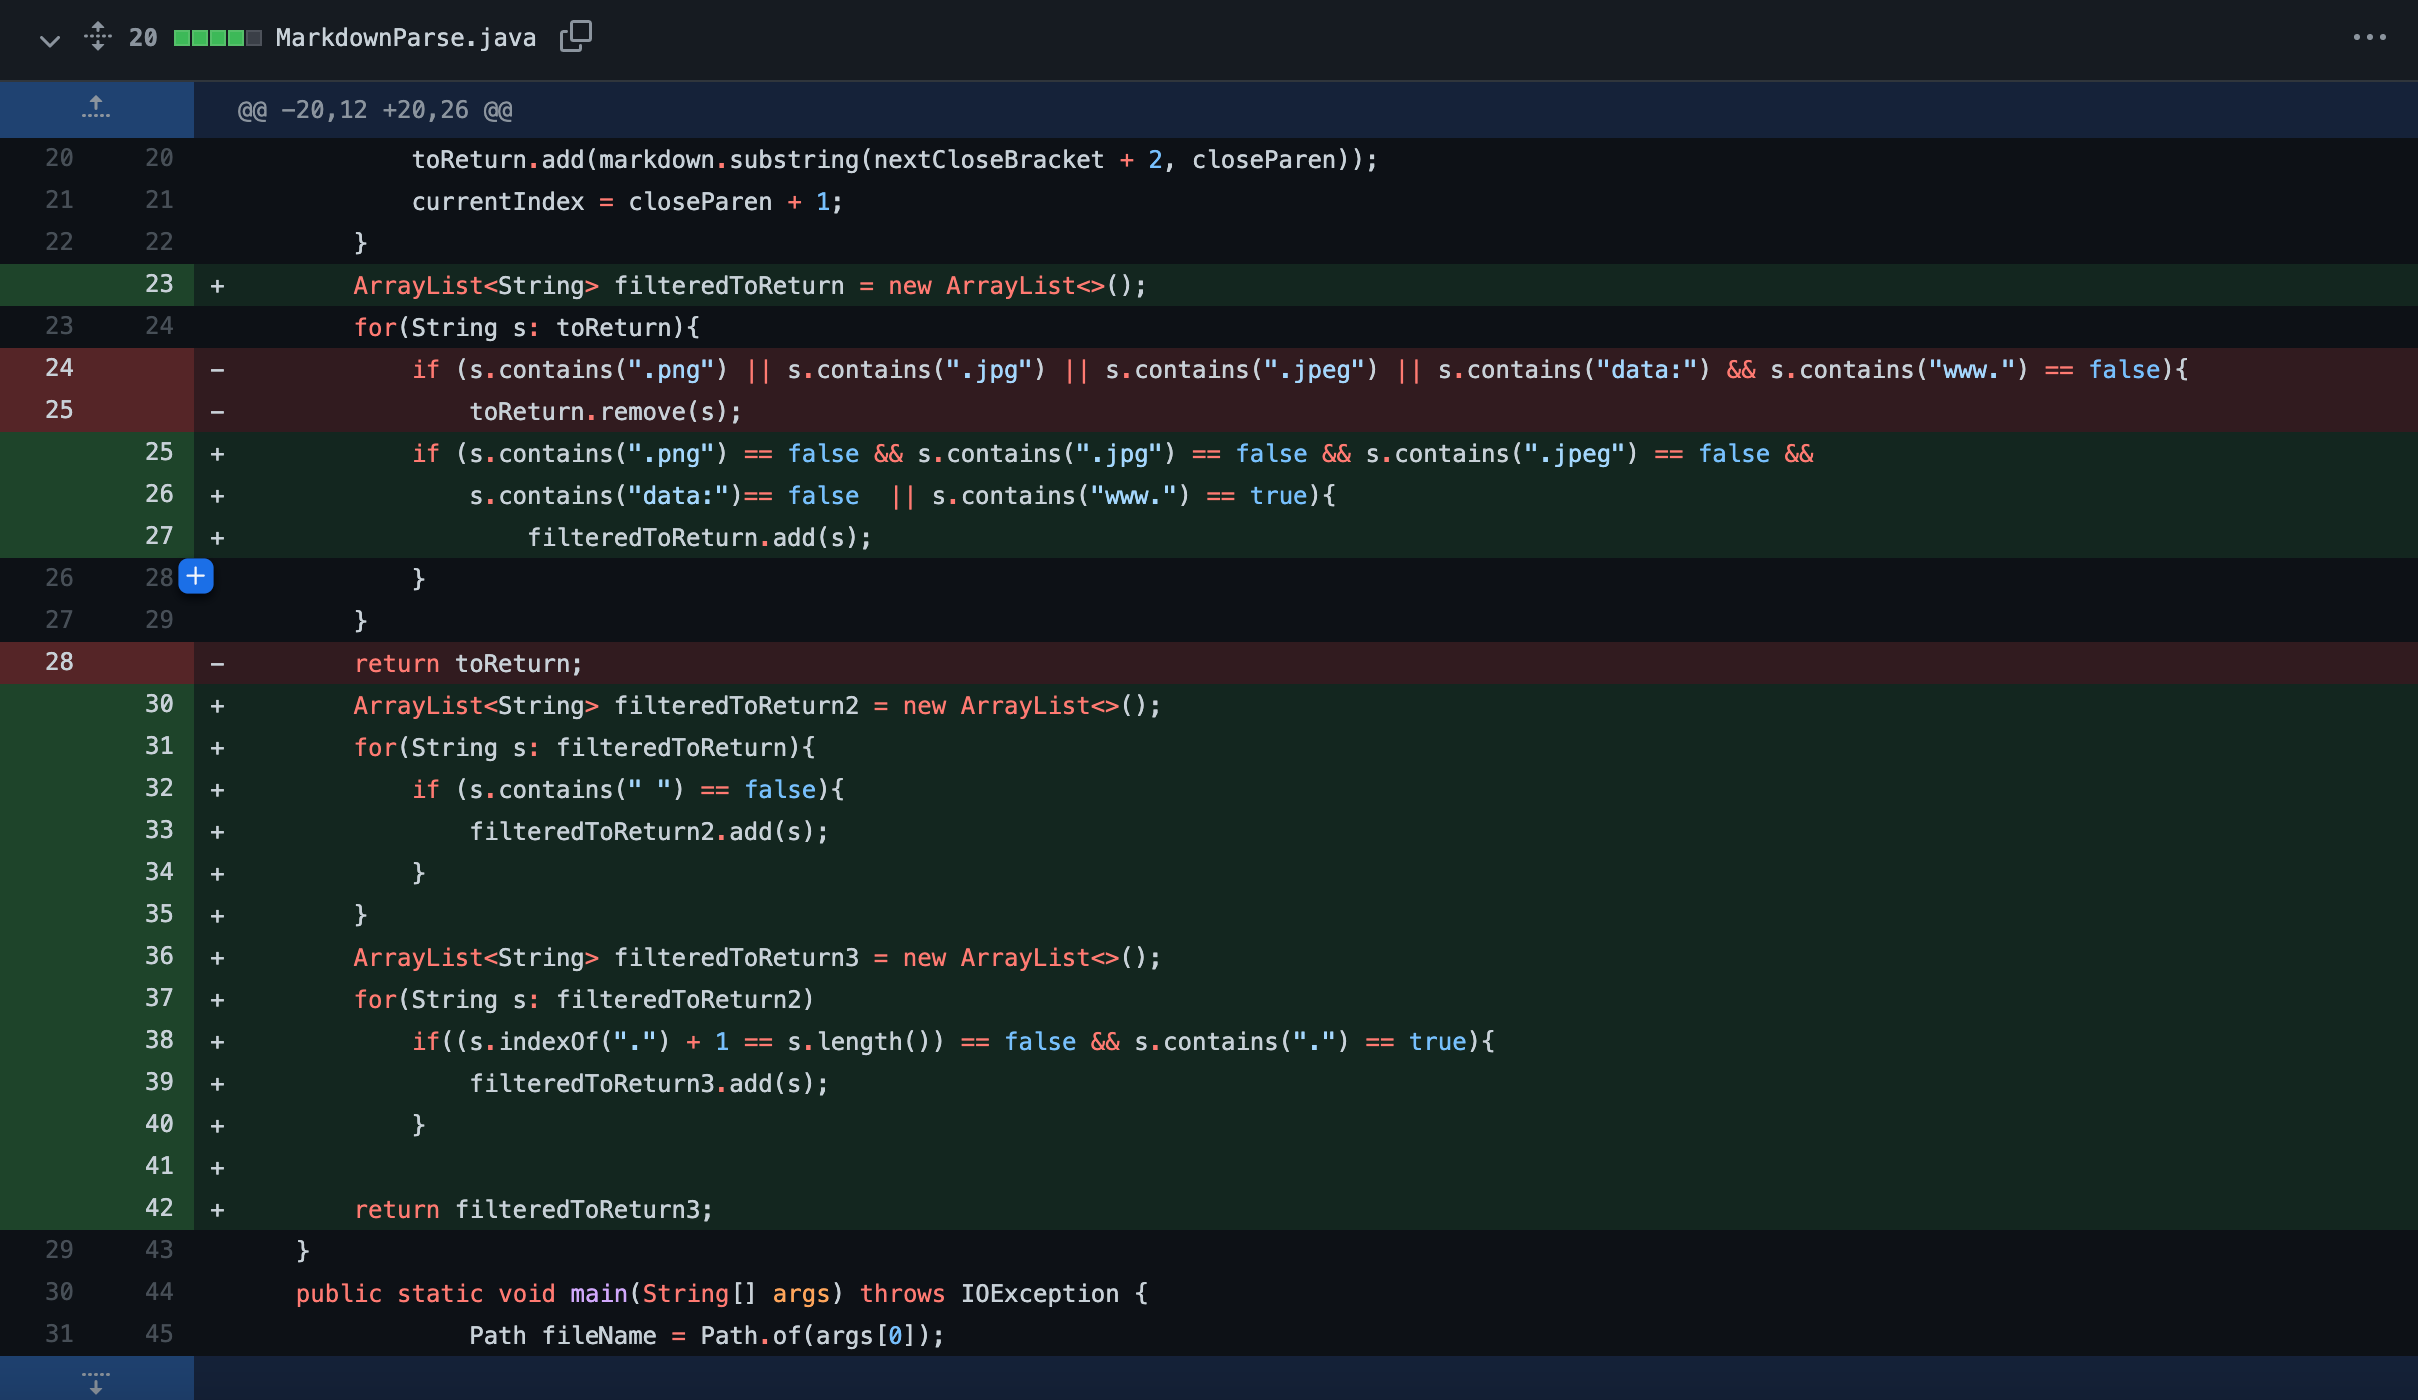 20 MarkdownParse.java
@@ -20,12 +20,26 @@
20 20 toReturn.add(markdown.substring(nextCloseBracket + 2, closeParen));
21 21 currentIndex = closeParen + 1;
22 22 }
23 + ArrayList<String> filteredToReturn = new ArrayList<>();
23 24 for(String s: toReturn){
24 - if (s.contains(".png") || s.contains(".jpg") || s.contains(".jpeg") || s.contains("data:") && s.contains("www.") == false){
25 - toReturn.remove(s);
25 + if (s.contains(".png") == false && s.contains(".jpg") == false && s.contains(".jpeg") == false &&
26 + s.contains("data:")== false  || s.contains("www.") == true){
27 + filteredToReturn.add(s);
26 28 + }
27 29 }
28 - return toReturn;
30 + ArrayList<String> filteredToReturn2 = new ArrayList<>();
31 + for(String s: filteredToReturn){
32 + if (s.contains(" ") == false){
33 + filteredToReturn2.add(s);
34 + }
35 + }
36 + ArrayList<String> filteredToReturn3 = new ArrayList<>();
37 + for(String s: filteredToReturn2)
38 + if((s.indexOf(".") + 1 == s.length()) == false && s.contains(".") == true){
39 + filteredToReturn3.add(s);
40 + }
41 +
42 + return filteredToReturn3;
29 43 }
30 44 public static void main(String[] args) throws IOException {
31 45 Path fileName = Path.of(args[0]);